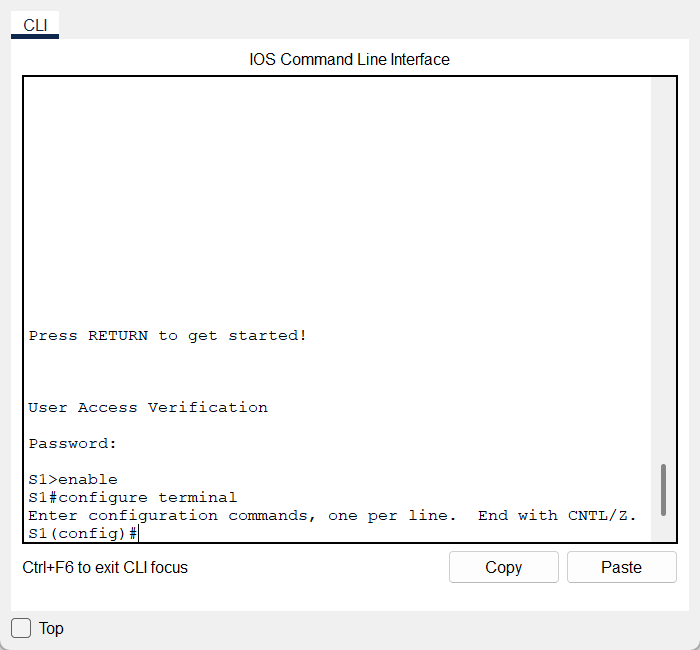 CLI
IOS Command Line Interface
Press RETURN to get started!
User Access Verification
Password:
S1>enable
S1#configure terminal
Enter configuration commands, one per line.  End with CNTL/Z.
S1(config)#
Ctrl+F6 to exit CLI focus
Copy
Paste
Top